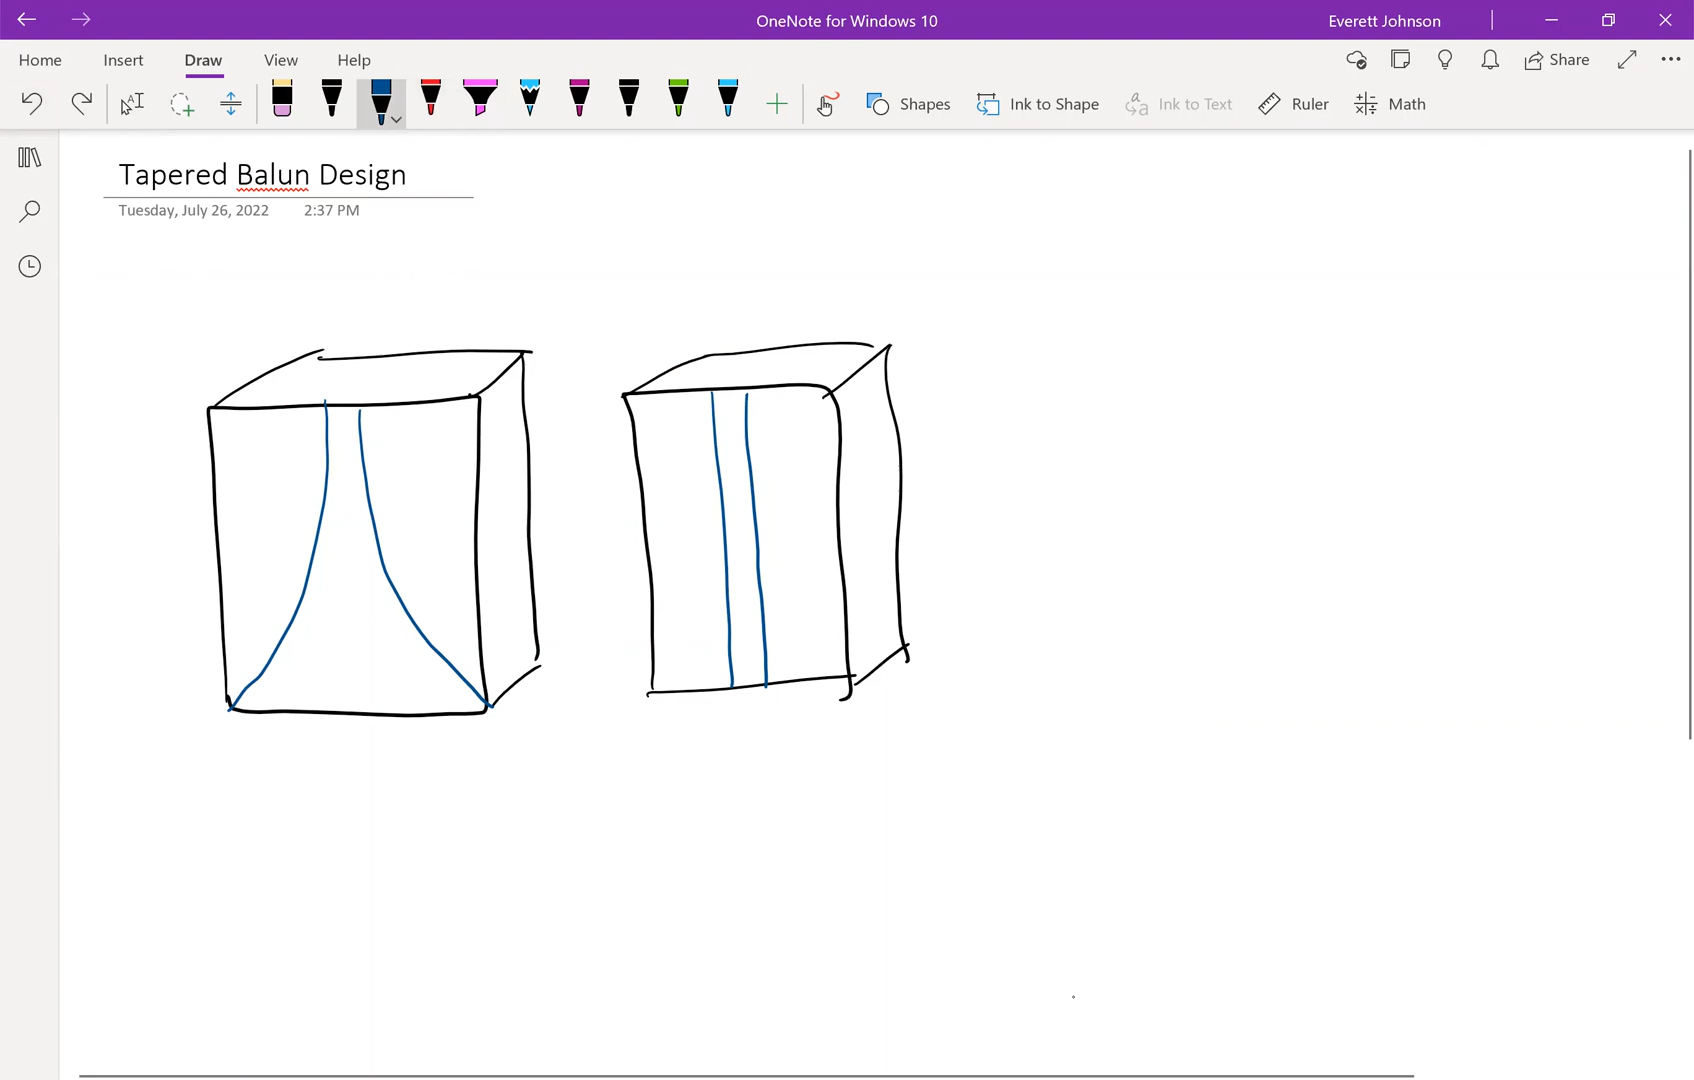 OneNote for Windows 10
Everett Johnson
Home Insert Draw View Help
Share
Shapes Ink to Shape Ink to Text Ruler Math
Tapered Balun Design
Tuesday, July 26, 2022 2:37 PM